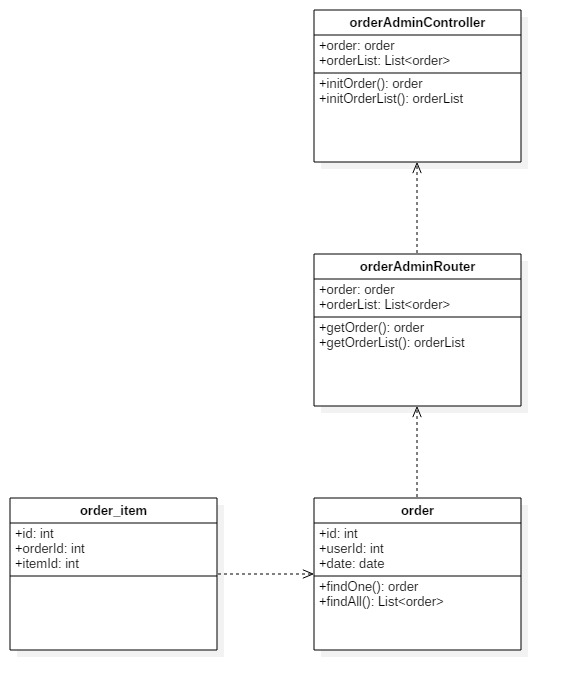 orderAdminController
+order: order
+orderList: List<order>
+initOrder(): order
+initOrderList(): orderList
orderAdminRouter
+order: order
+orderList: List<order>
+getOrder(): order
+getOrderList(): orderList
order_item
+id: int
+orderId: int
+itemId: int
order
+id: int
+userId: int
+date: date
+findOne(): order
+findAll(): List<order>